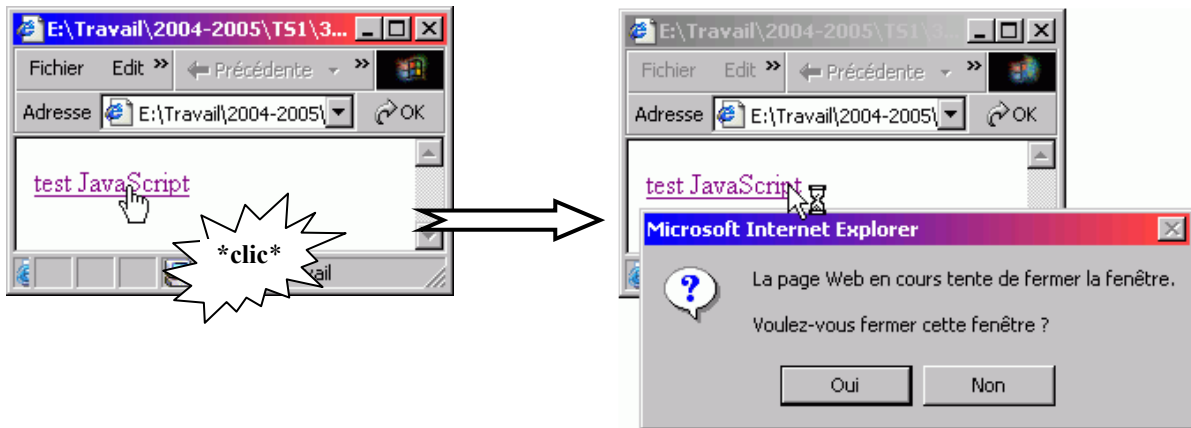 E:\Travail\2004-2005\TS1\3...
Fichier Edit » Précédente »
Adresse E:\Travail\2004-2005\ OK
test JavaScript
*clic*
ail
E:\Travail\2004-2005\TS1\3...
Fichier Edit » Précédente »
Adresse E:\Travail\2004-2005\ OK
test JavaScript
Microsoft Internet Explorer
La page Web en cours tente de fermer la fenêtre.
Voulez-vous fermer cette fenêtre ?
Oui Non